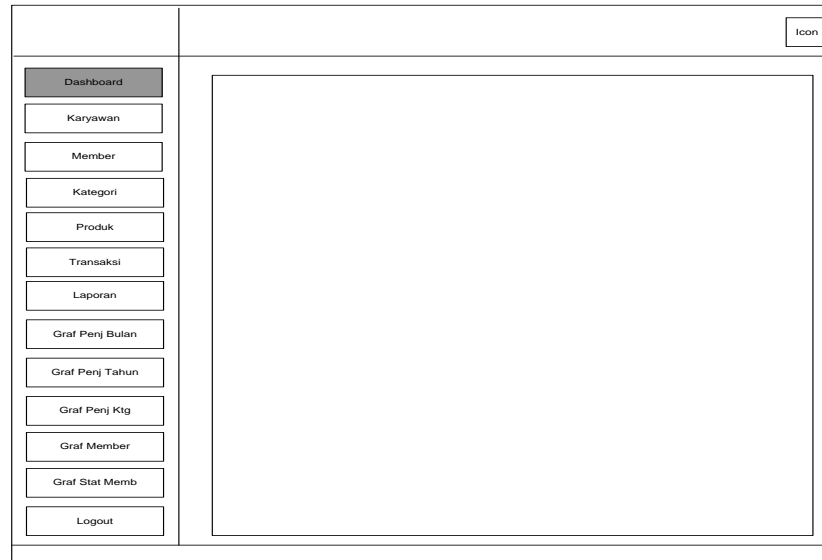 Icon
Dashboard
Karyawan
Member
Kategori
Produk
Transaksi
Laporan
Graf Penj Bulan
Graf Penj Tahun
Graf Penj Ktg
Graf Member
Graf Stat Memb
Logout